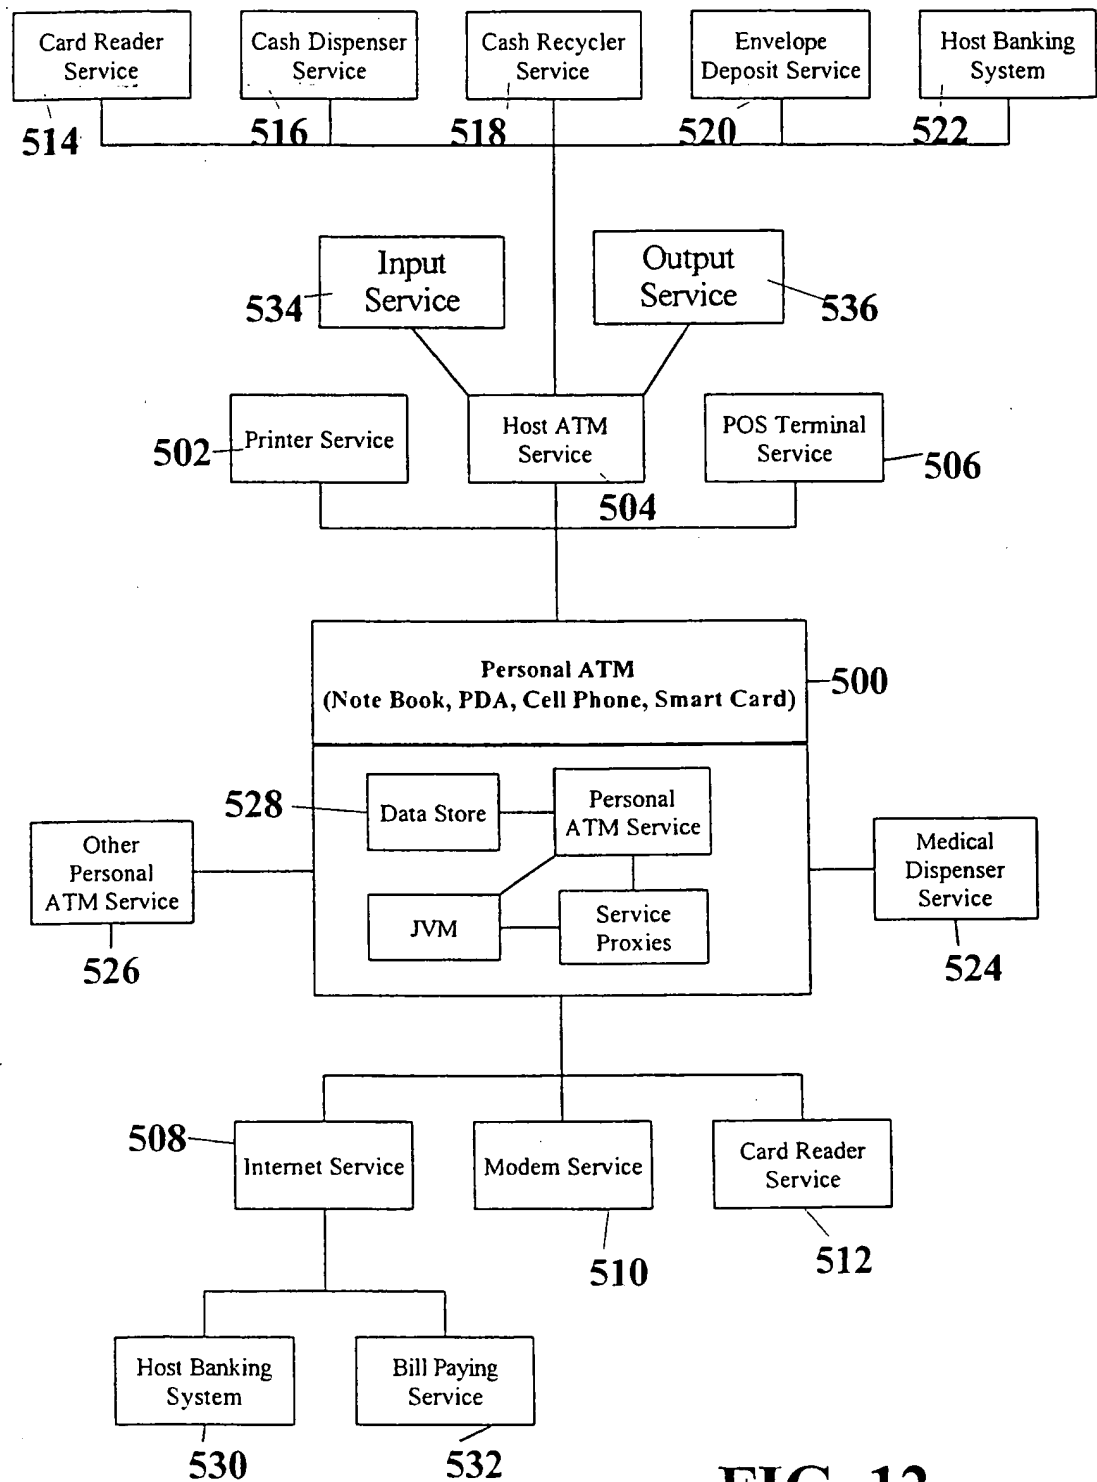 Card Reader
Service
Cash Dispenser
Service
Cash Recycler
Service
Envelope
Deposit Service
Host Banking
System
514
516
518
520
522
Input
Service
534
Output
Service
536
502
Printer Service
Host ATM
Service
504
POS Terminal
Service
506
Personal ATM
(Note Book, PDA, Cell Phone, Smart Card)
500
528
Data Store
Personal
ATM Service
JVM
Service
Proxies
Other
Personal
ATM Service
526
Medical
Dispenser
Service
524
508
Internet Service
Modem Service
510
Card Reader
Service
512
Host Banking
System
530
Bill Paying
Service
532